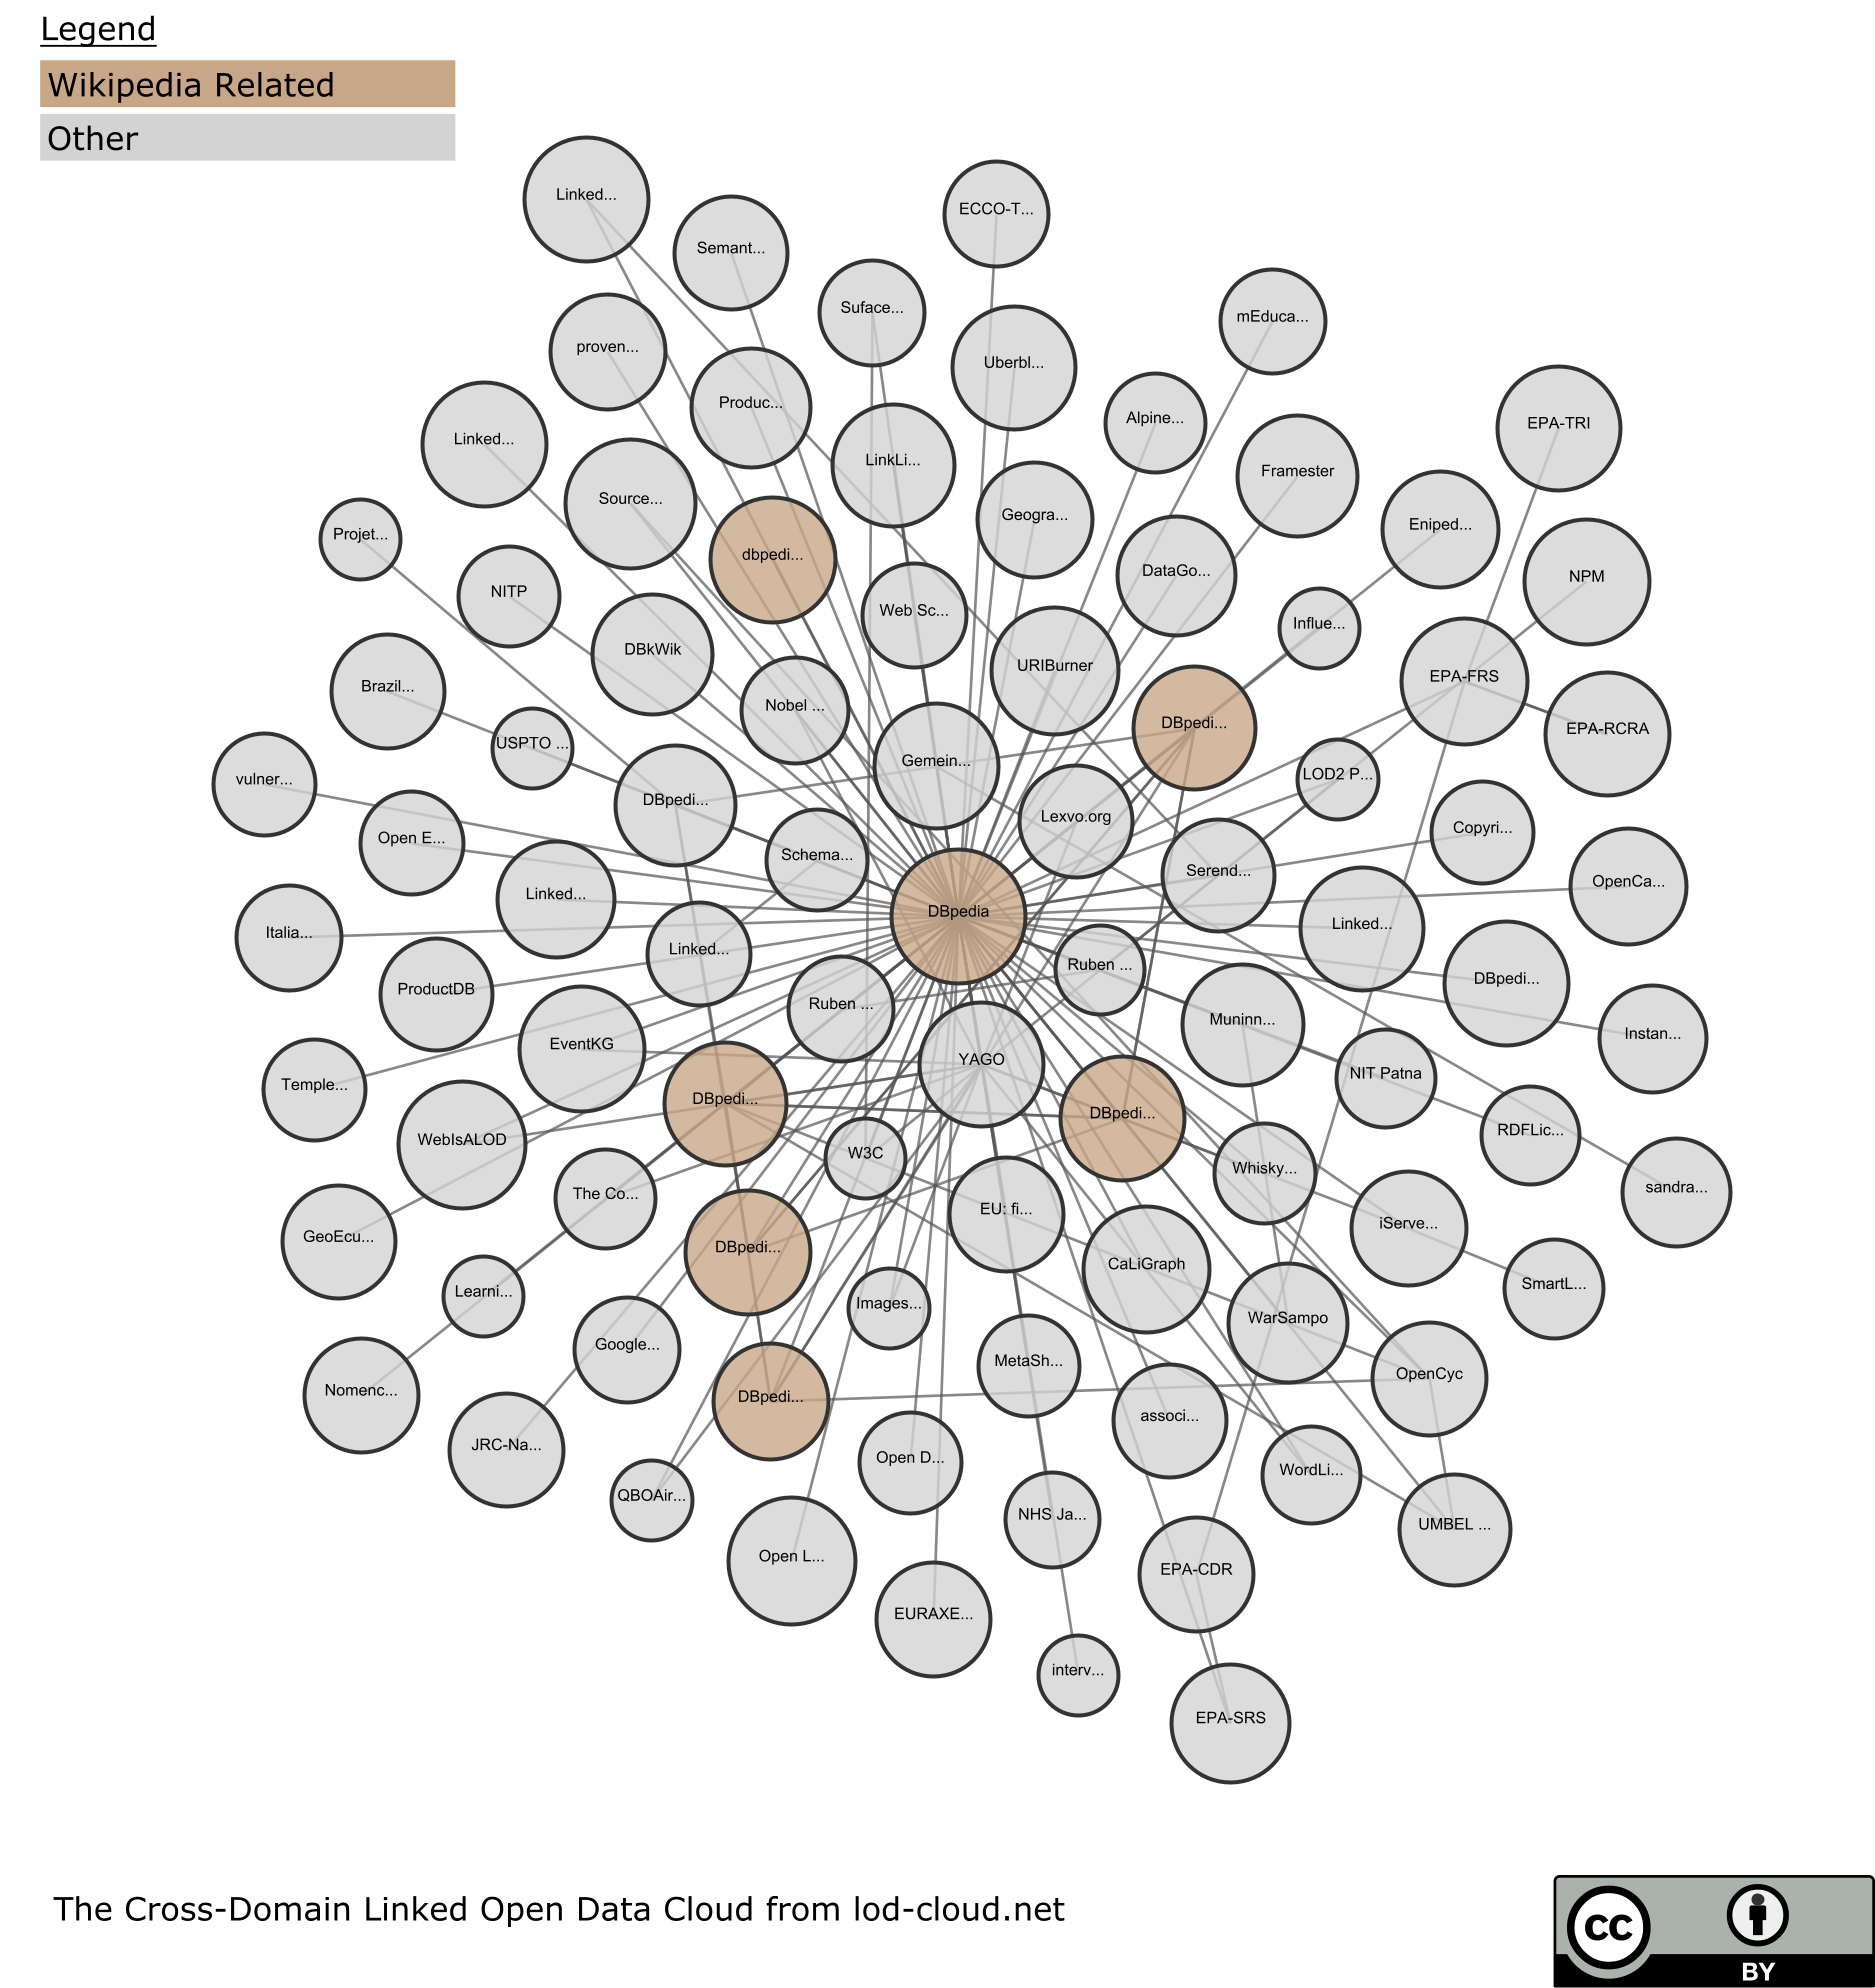 Legend
Wikipedia Related
Other
Linked...
ECCO-T...
Semant...
Suface...
mEduca...
proven...
Uberbl...
Produc...
Alpine...
EPA-TRI
Linked...
LinkLi...
Framester
Source...
Geogra...
Eniped...
Projet...
dbpedi...
DataGo...
NPM
NITP
Web Sc...
Influe...
DBkWik
URIBurner
EPA-FRS
Brazil...
Nobel ...
DBpedi...
EPA-RCRA
USPTO ...
Gemein...
LOD2 P...
vulner...
DBpedi...
Lexvo.org
Copyri...
Open E...
Schema...
Serend...
OpenCa...
Linked...
DBpedia
Linked...
Italia...
Linked...
Ruben ...
DBpedi...
ProductDB
Ruben ...
Muninn...
Instan...
EventKG
YAGO
NIT Patna
Temple...
DBpedi...
DBpedi...
RDFLic...
WebIsALOD
W3C
Whisky...
sandra...
The Co...
EU: fi...
iServe...
GeoEcu...
DBpedi...
CaLiGraph
SmartL...
Learni...
Images...
WarSampo
Google...
MetaSh...
OpenCyc
Nomenc...
DBpedi...
associ...
JRC-Na...
Open D...
WordLi...
QBOAir...
NHS Ja...
UMBEL ...
Open L...
EPA-CDR
EURAXE...
interv...
EPA-SRS
The Cross-Domain Linked Open Data Cloud from lod-cloud.net
cc
BY